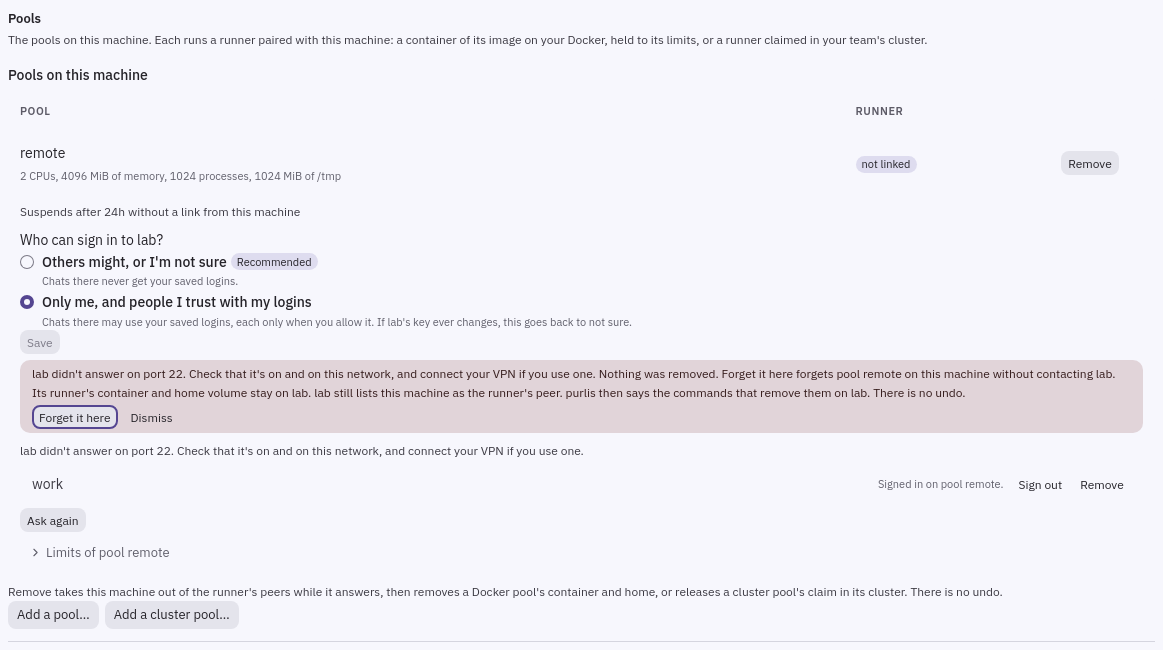 Pools
The pools on this machine. Each runs a runner paired with this machine: a container of its image on your Docker, held to its limits, or a runner claimed in your team's cluster.
Pools on this machine
POOL RUNNER
remote
not linked Remove
2 CPUs, 4096 MiB of memory, 1024 processes, 1024 MiB of /tmp
Suspends after 24h without a link from this machine
Who can sign in to lab?
Others might, or I'm not sure Recommended
Chats there never get your saved logins.
Only me, and people I trust with my logins
Chats there may use your saved logins, each only when you allow it. If lab's key ever changes, this goes back to not sure.
Save
lab didn't answer on port 22. Check that it's on and on this network, and connect your VPN if you use one. Nothing was removed. Forget it here forgets pool remote on this machine without contacting lab.
Its runner's container and home volume stay on lab. lab still lists this machine as the runner's peer. purlis then says the commands that remove them on lab. There is no undo.
Forget it here Dismiss
lab didn't answer on port 22. Check that it's on and on this network, and connect your VPN if you use one.
work Signed in on pool remote. Sign out Remove
Ask again
Limits of pool remote
Remove takes this machine out of the runner's peers while it answers, then removes a Docker pool's container and home, or releases a cluster pool's claim in its cluster. There is no undo.
Add a pool... Add a cluster pool...